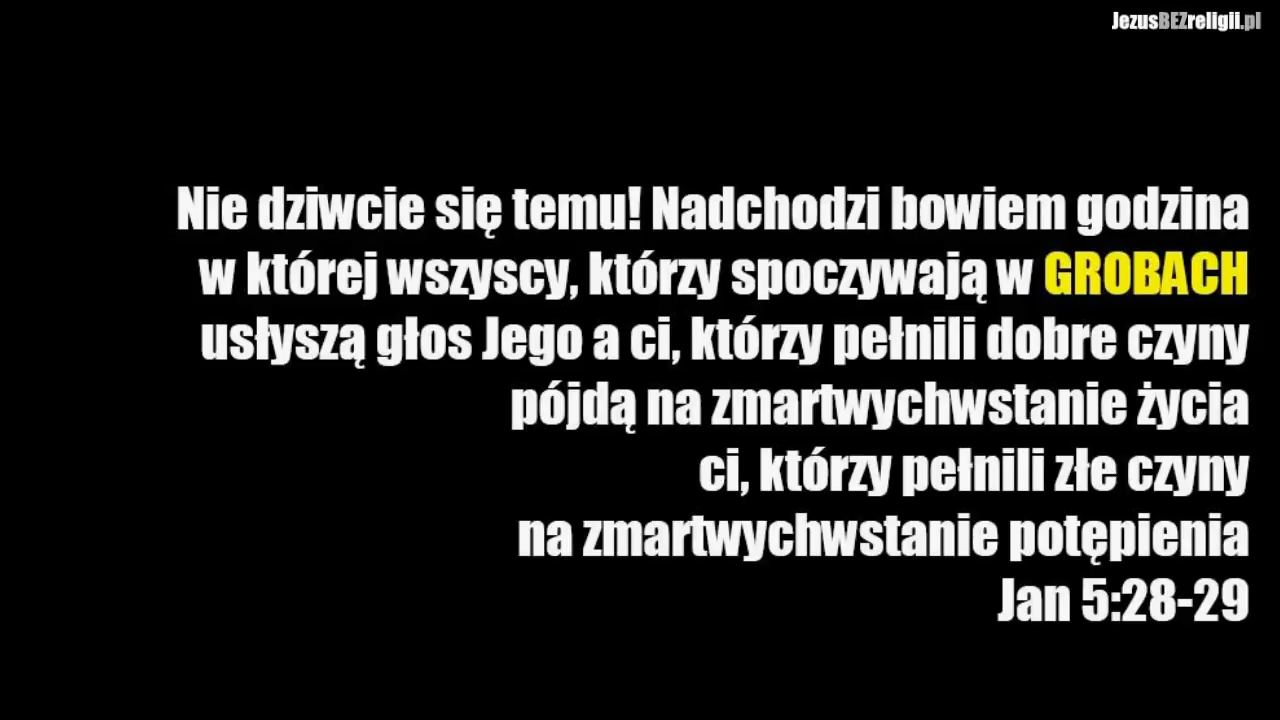 JezusBEZreligii.pl
Nie dziwcie się temu! Nadchodzi bowiem godzina
w której wszyscy, którzy spoczywają w GROBACH
usłyszą głos Jego a ci, którzy pełnili dobre czyny
pójdą na zmartwychwstanie życia
ci, którzy pełnili złe czyny
na zmartwychwstanie potępienia
Jan 5:28-29